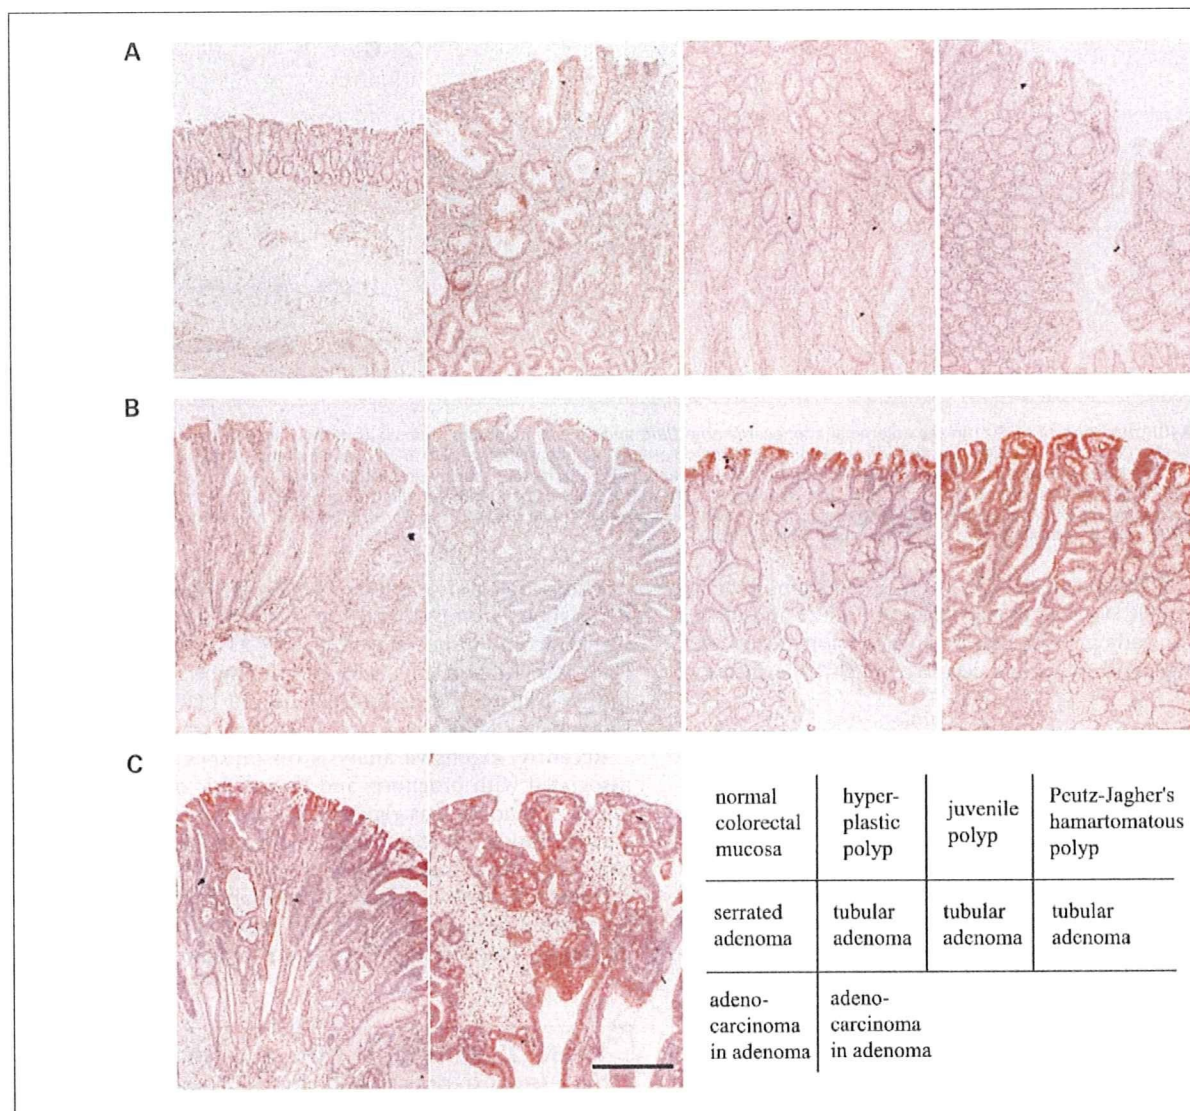 A
B
C
normal
colorectal
mucosa
hyper-
plastic
polyp
juvenile
polyp
Peutz-Jagher's
hamartomatous
polyp
serrated
adenoma
tubular
adenoma
tubular
adenoma
tubular
adenoma
adeno-
carcinoma
in adenoma
adeno-
carcinoma
in adenoma